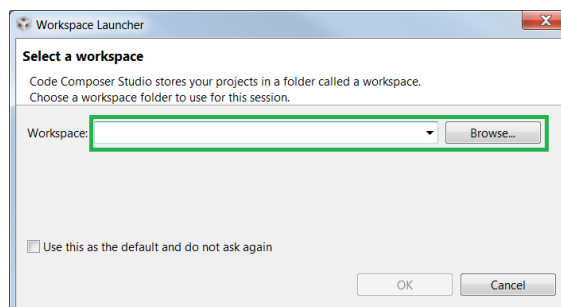 Workspace Launcher
Select a workspace
Code Composer Studio stores your projects in a folder called a workspace.
Choose a workspace folder to use for this session.
Workspace:
Browse...
Use this as the default and do not ask again
OK
Cancel